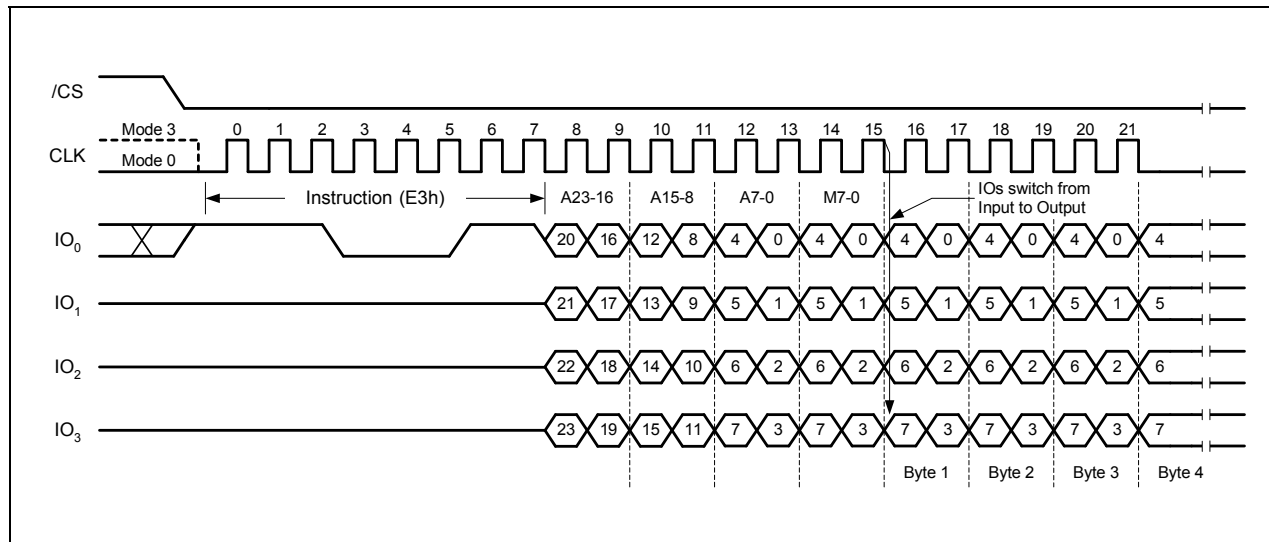 /CS
Mode 3
0 1 2 3 4 5 6 7 8 9 10 11 12 13 14 15 16 17 18 19 20 21
CLK
Mode 0
Instruction (E3h) A23-16 A15-8 A7-0 M7-0 IOs switch from
Input to Output
IO0 20 16 12 8 4 0 4 0 4 0 4 0 4 0 4
IO1 21 17 13 9 5 1 5 1 5 1 5 1 5 1 5
IO2 22 18 14 10 6 2 6 2 6 2 6 2 6 2 6
IO3 23 19 15 11 7 3 7 3 7 3 7 3 7 3 7
Byte 1 Byte 2 Byte 3 Byte 4